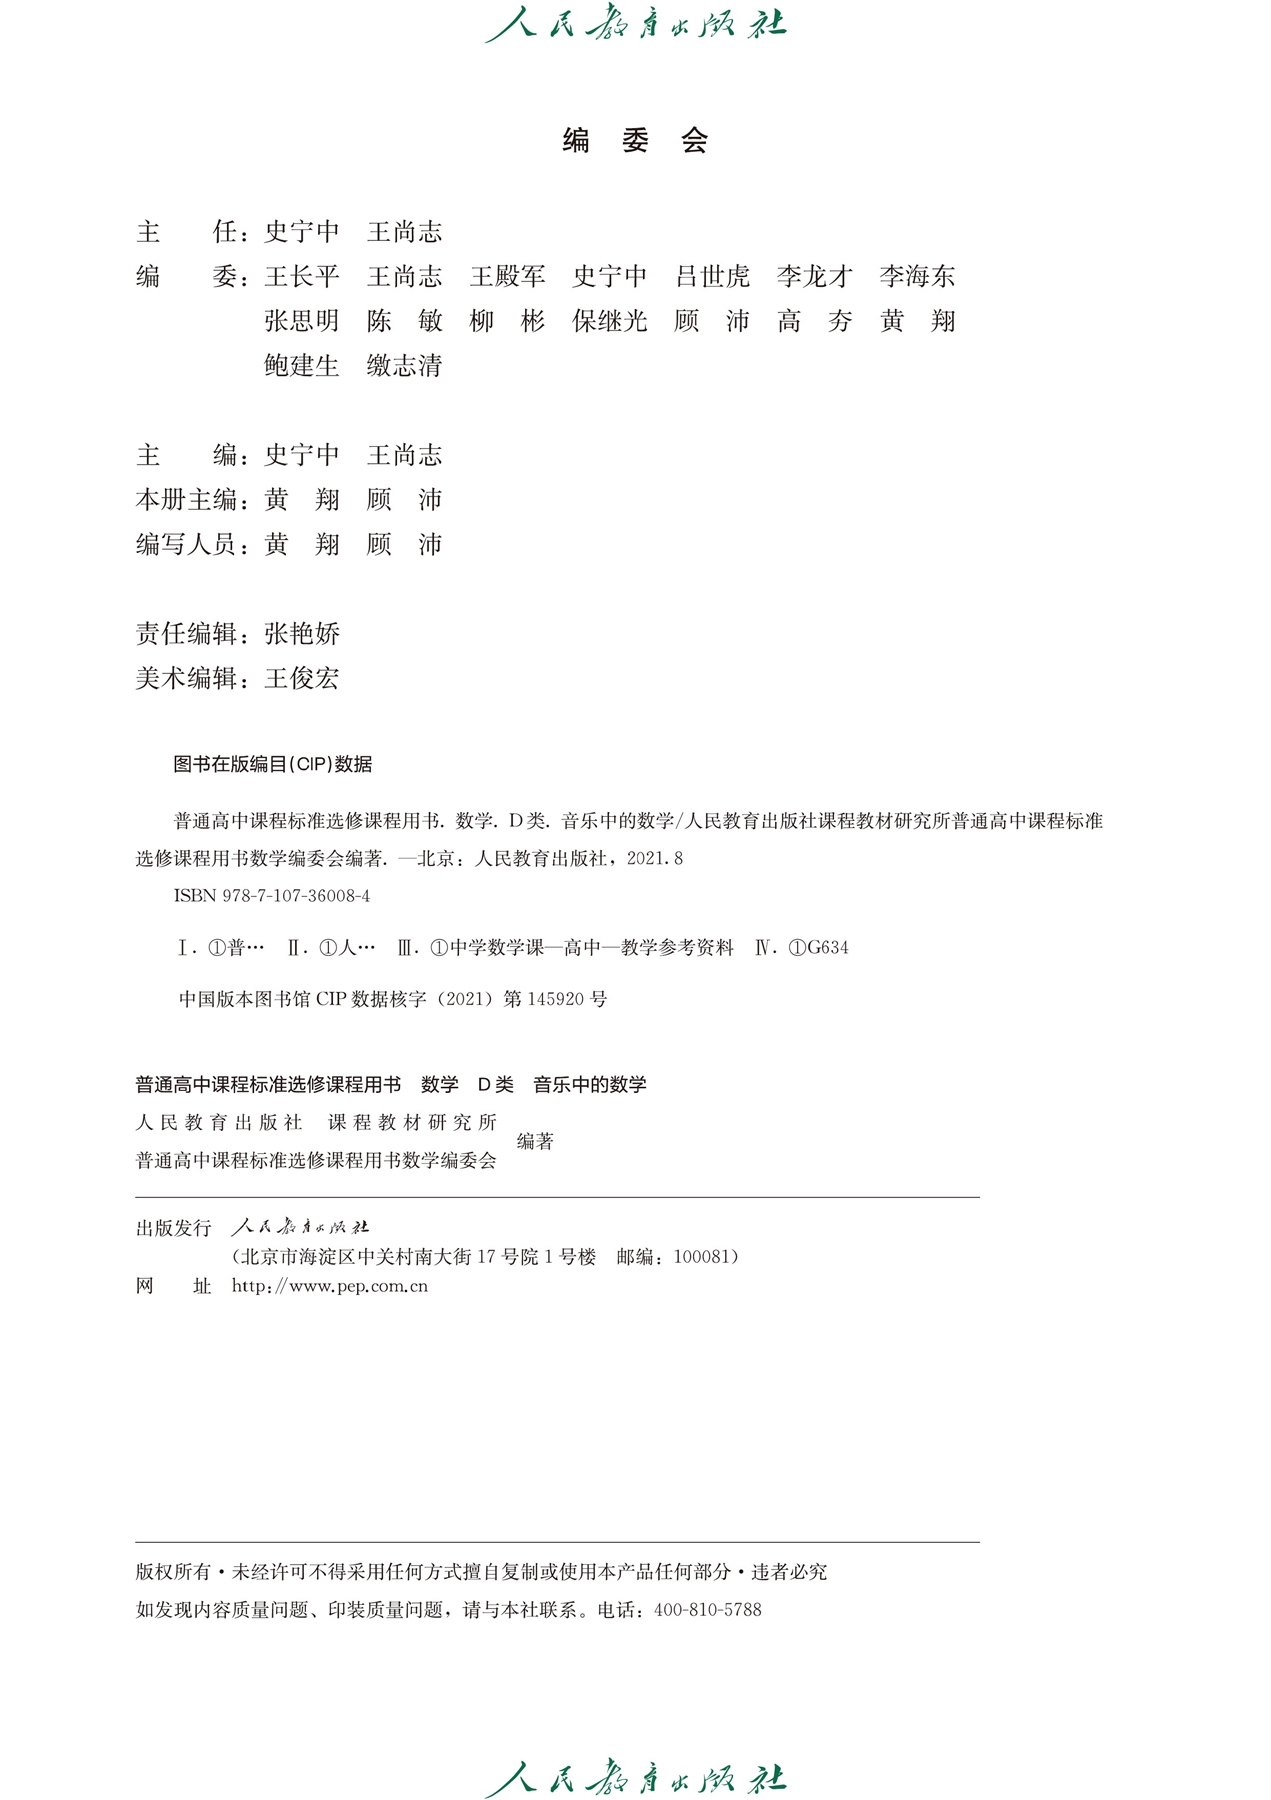 人民教育出版社
编 委 会
主　　任：史宁中　王尚志
编　　委：王长平　王尚志　王殿军　史宁中　吕世虎　李龙才　李海东
张思明　陈　敏　柳　彬　保继光　顾　沛　高　夯　黄　翔
鲍建生　缴志清
主　　编：史宁中　王尚志
本册主编：黄　翔　顾　沛
编写人员：黄　翔　顾　沛
责任编辑：张艳娇
美术编辑：王俊宏
图书在版编目(CIP)数据
普通高中课程标准选修课程用书. 数学. D类. 音乐中的数学/人民教育出版社课程教材研究所普通高中课程标准
选修课程用书数学编委会编著. —北京：人民教育出版社，2021.8
ISBN 978-7-107-36008-4
Ⅰ. ①普…　Ⅱ. ①人…　Ⅲ. ①中学数学课—高中—教学参考资料　Ⅳ. ①G634
中国版本图书馆CIP数据核字（2021）第145920号
普通高中课程标准选修课程用书　数学　D类　音乐中的数学
人民教育出版社　课程教材研究所
编著
普通高中课程标准选修课程用书数学编委会
出版发行　人民教育出版社
（北京市海淀区中关村南大街17号院1号楼　邮编：100081）
网　　址　http://www.pep.com.cn
版权所有·未经许可不得采用任何方式擅自复制或使用本产品任何部分·违者必究
如发现内容质量问题、印装质量问题，请与本社联系。电话：400-810-5788
人民教育出版社